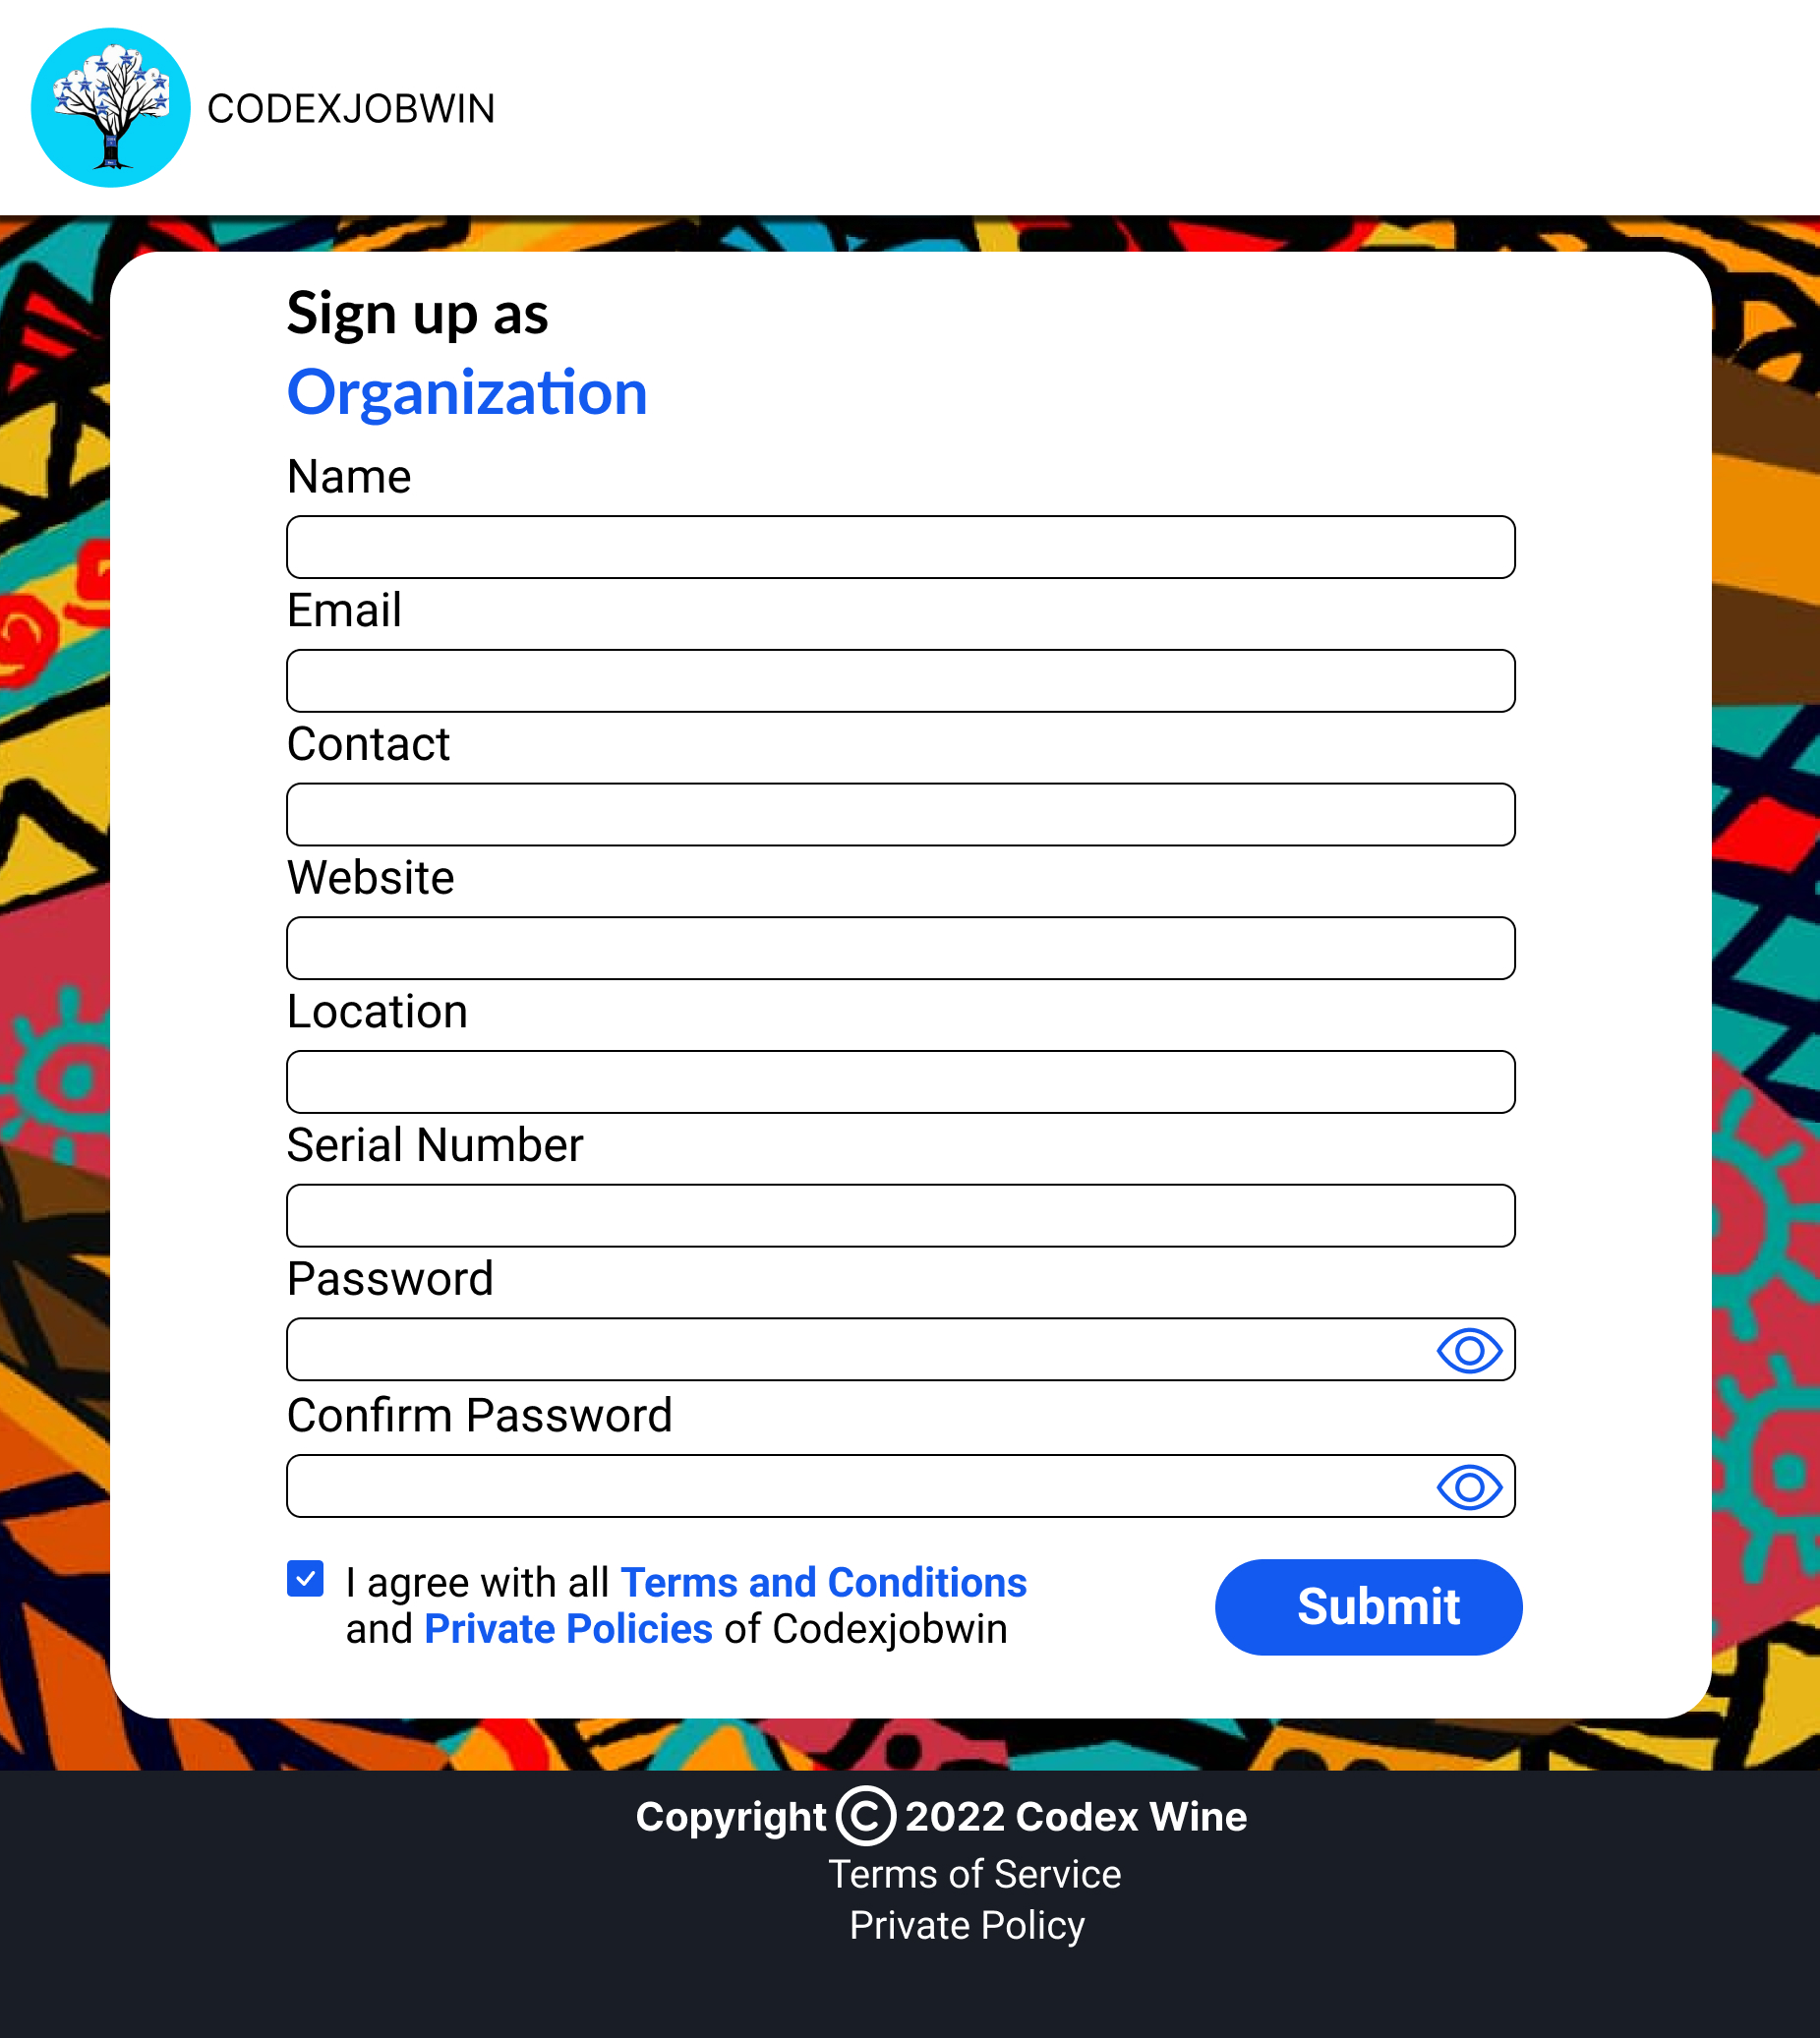 CODEXJOBWIN
Sign up as
Organization
Name
Email
Contact
Website
Location
Serial Number
Password
Confirm Password
I agree with all Terms and Conditions
and Private Policies of Codexjobwin
Submit
Copyright © 2022 Codex Wine
Terms of Service
Private Policy